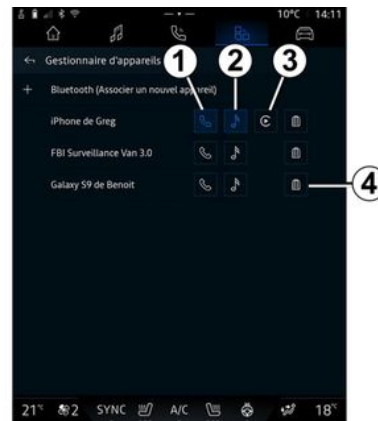 10°C 14:11
Gestionnaire d'appareils
1
2
3
+ Bluetooth (Associer un nouvel appareil)
iPhone de Greg
FBI Surveillance Van 3.0
Galaxy S9 de Benoit
4
21°C 2 SYNC A/C 18°C